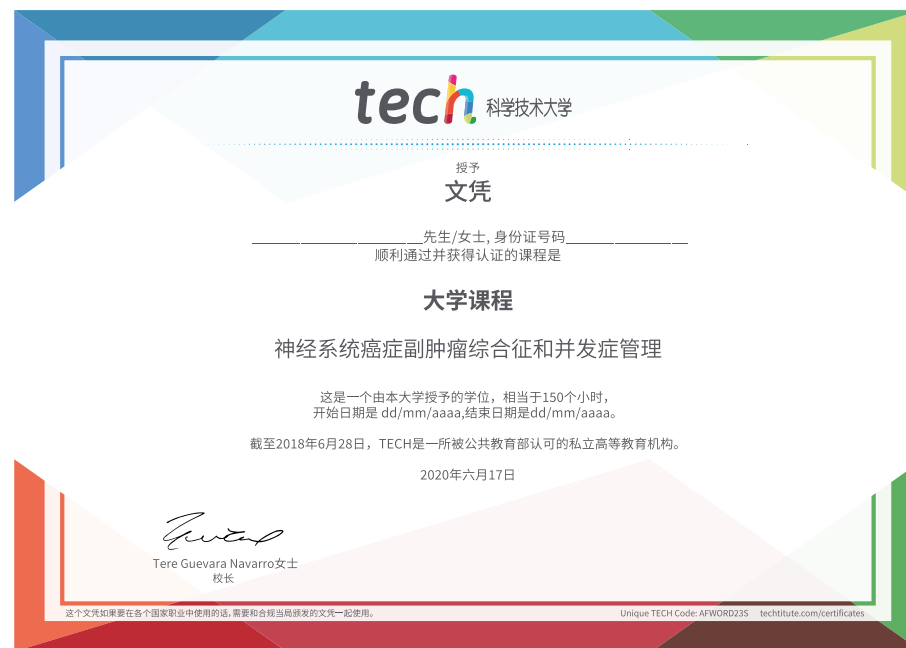 tech 科学技术大学
授予
文凭
________________________先生/女士, 身份证号码_________________
顺利通过并获得认证的课程是
大学课程
神经系统癌症副肿瘤综合征和并发症管理
这是一个由本大学授予的学位，相当于150个小时，
开始日期是 dd/mm/aaaa,结束日期是dd/mm/aaaa。
截至2018年6月28日，TECH是一所被公共教育部认可的私立高等教育机构。
2020年六月17日
Tere Guevara Navarro女士
校长
这个文凭如果要在各个国家职业中使用的话,需要和合规当局颁发的文凭一起使用。
Unique TECH Code: AFWORD23S techtitute.com/certificates